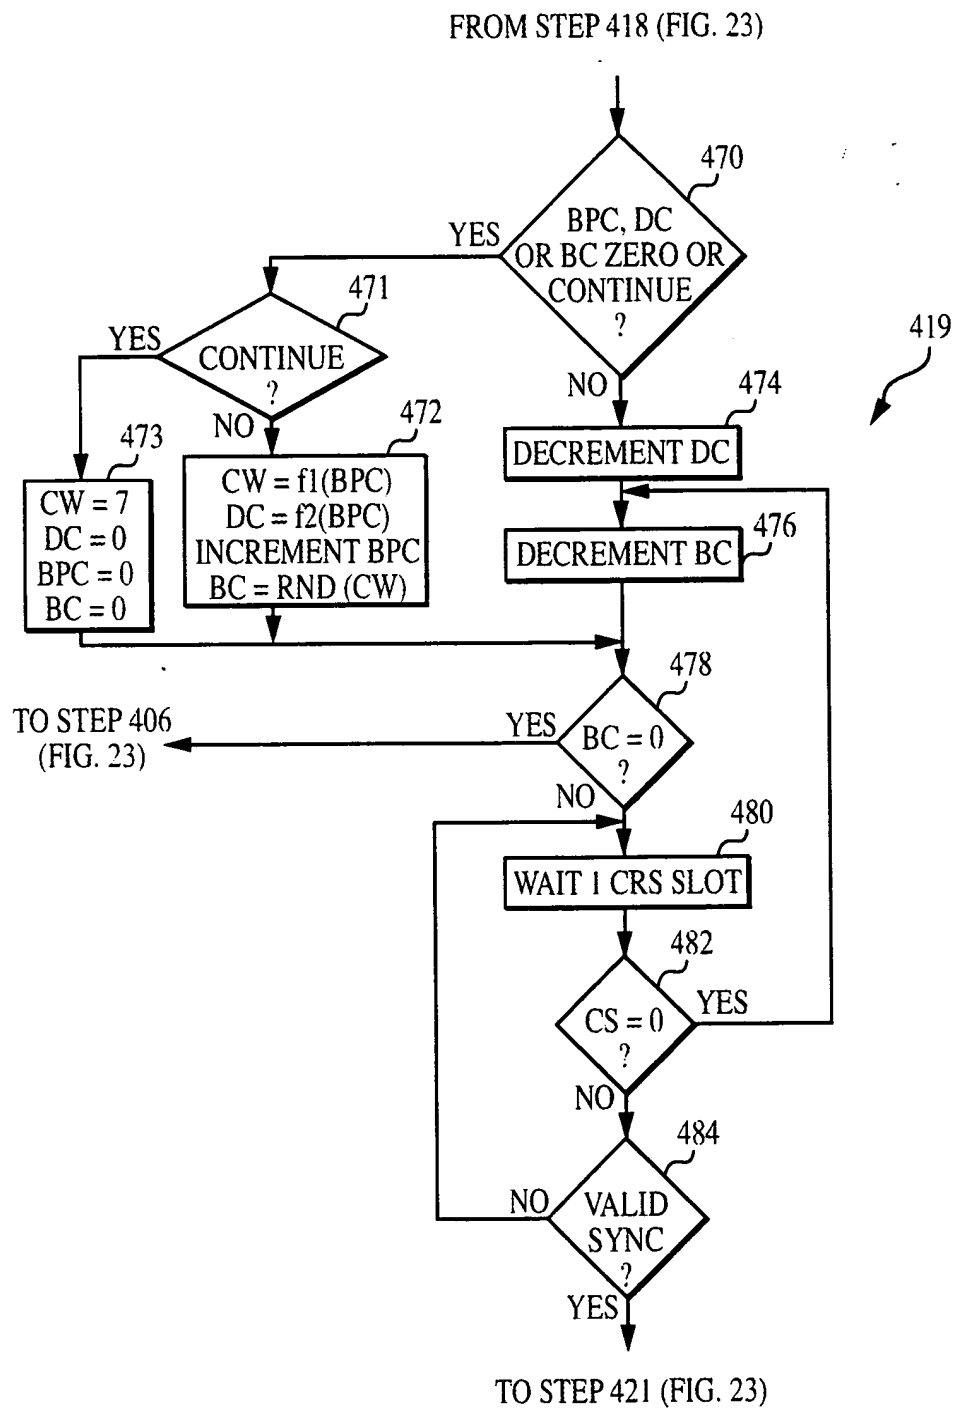 FROM STEP 418 (FIG. 23)
470
BPC, DC
OR BC ZERO OR
CONTINUE
?
YES
NO
471
CONTINUE
?
YES
NO
419
473
CW = 7
DC = 0
BPC = 0
BC = 0
472
CW = f1(BPC)
DC = f2(BPC)
INCREMENT BPC
BC = RND (CW)
474
DECREMENT DC
476
DECREMENT BC
478
BC = 0
?
YES
NO
TO STEP 406
(FIG. 23)
480
WAIT 1 CRS SLOT
482
CS = 0
?
YES
NO
484
VALID
SYNC
?
NO
YES
TO STEP 421 (FIG. 23)